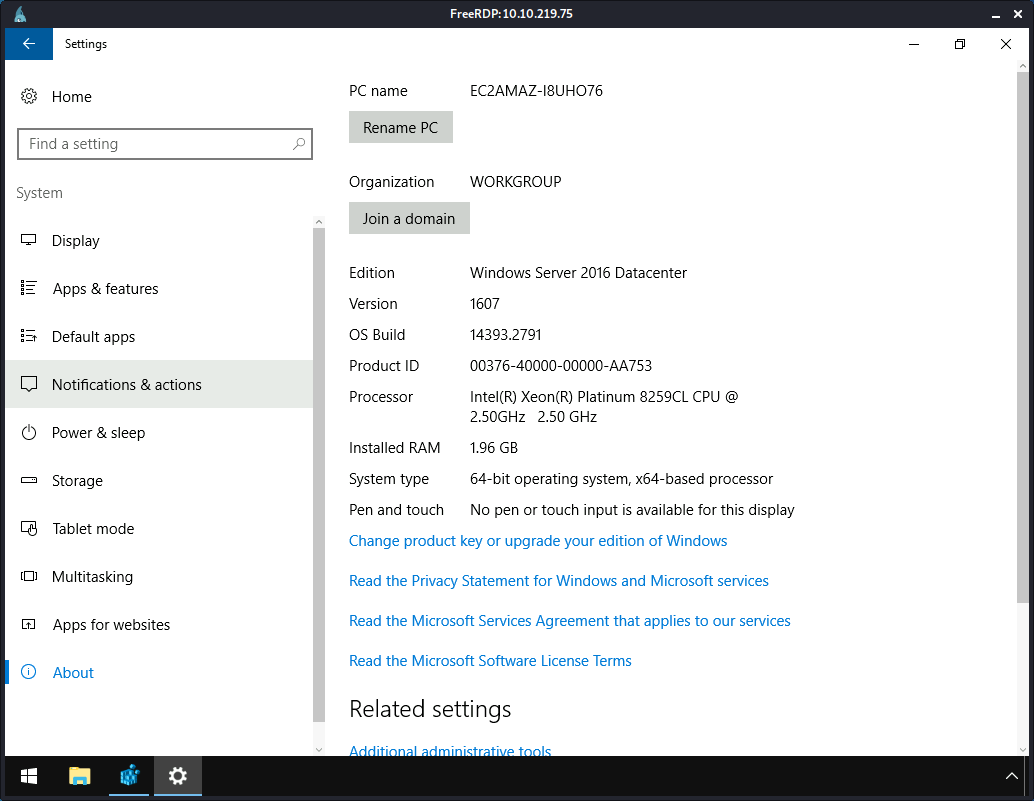 FreeRDP:10.10.219.75
Settings
Home
Find a setting
System
Display
Apps & features
Default apps
Notifications & actions
Power & sleep
Storage
Tablet mode
Multitasking
Apps for websites
About
PC name EC2AMAZ-I8UHO76
Rename PC
Organization WORKGROUP
Join a domain
Edition Windows Server 2016 Datacenter
Version 1607
OS Build 14393.2791
Product ID 00376-40000-00000-AA753
Processor Intel(R) Xeon(R) Platinum 8259CL CPU @
2.50GHz 2.50 GHz
Installed RAM 1.96 GB
System type 64-bit operating system, x64-based processor
Pen and touch No pen or touch input is available for this display
Change product key or upgrade your edition of Windows
Read the Privacy Statement for Windows and Microsoft services
Read the Microsoft Services Agreement that applies to our services
Read the Microsoft Software License Terms
Related settings
Additional administrative tools